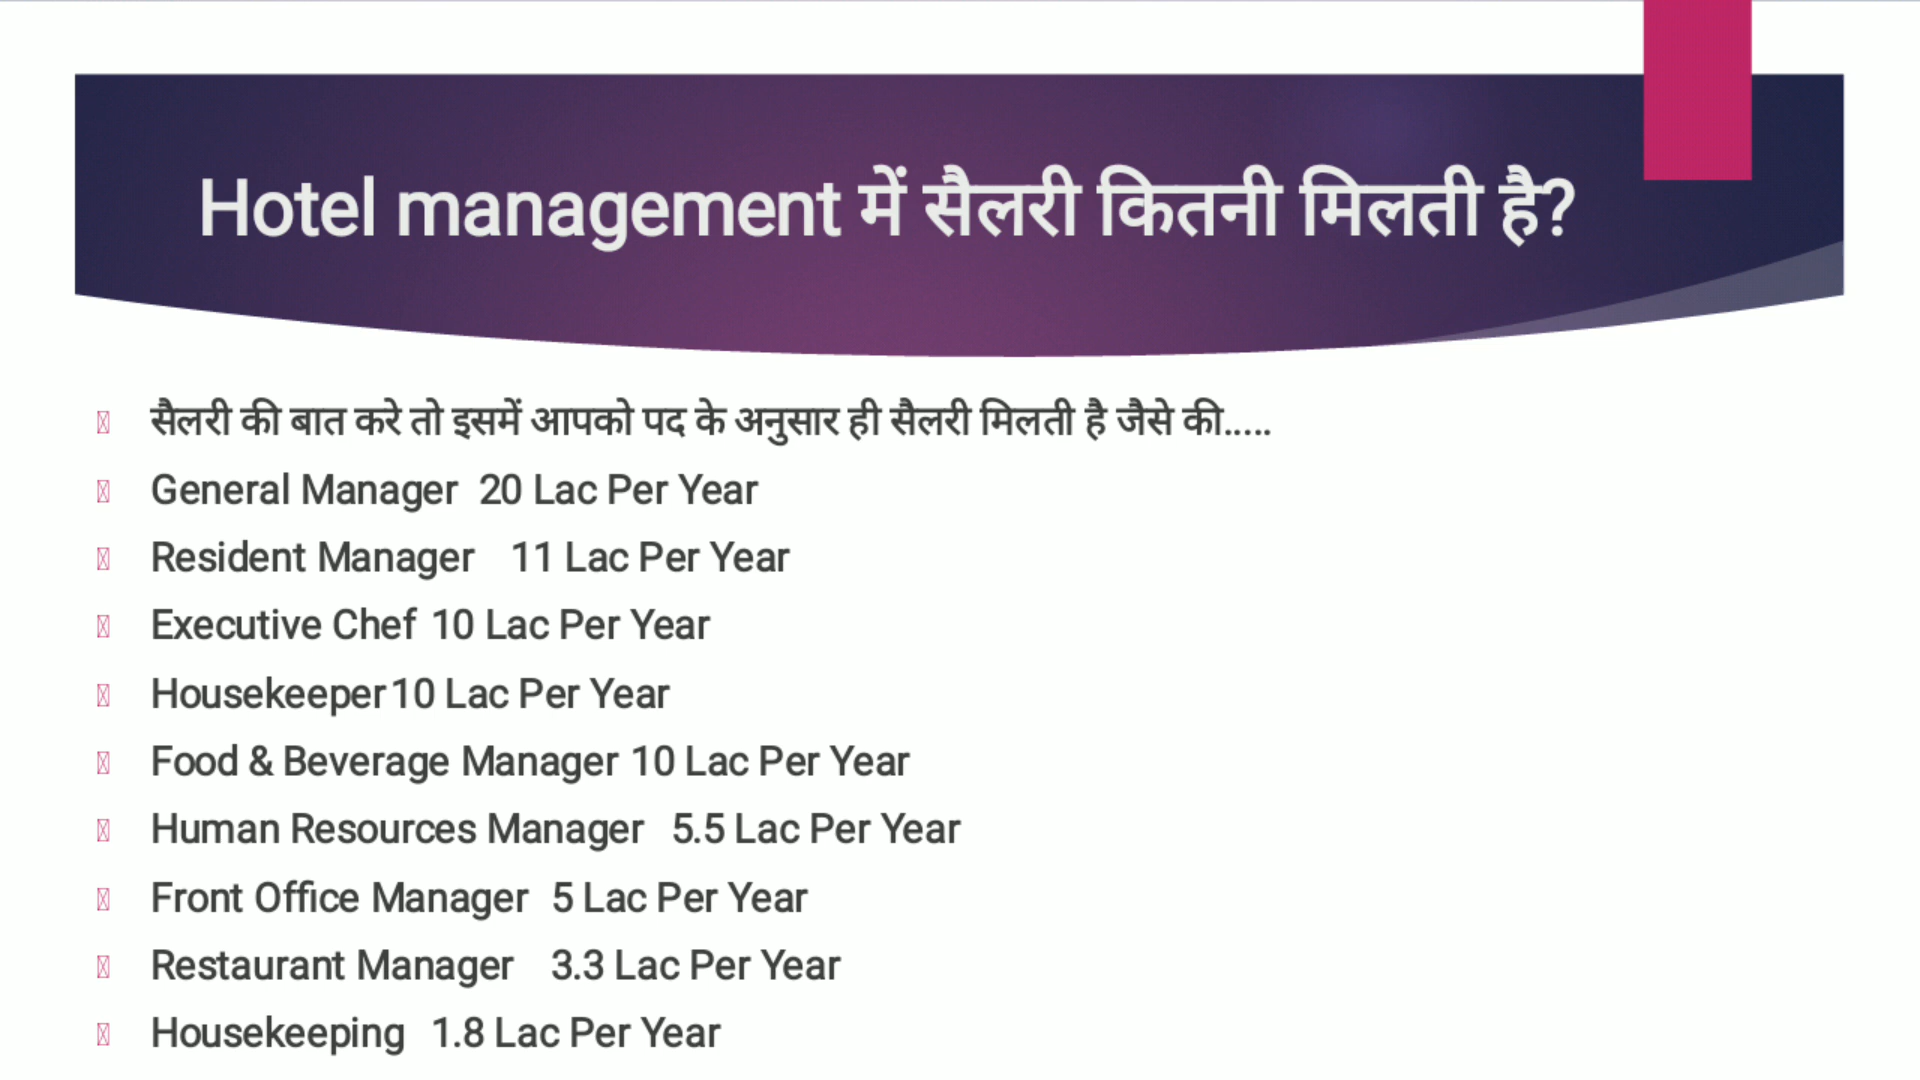 Hotel management में सैलरी कितनी मिलती है?
सैलरी की बात करे तो इसमें आपको पद के अनुसार ही सैलरी मिलती है जैसे की.....
General Manager 20 Lac Per Year
Resident Manager 11 Lac Per Year
Executive Chef 10 Lac Per Year
Housekeeper 10 Lac Per Year
Food & Beverage Manager 10 Lac Per Year
Human Resources Manager 5.5 Lac Per Year
Front Office Manager 5 Lac Per Year
Restaurant Manager 3.3 Lac Per Year
Housekeeping 1.8 Lac Per Year